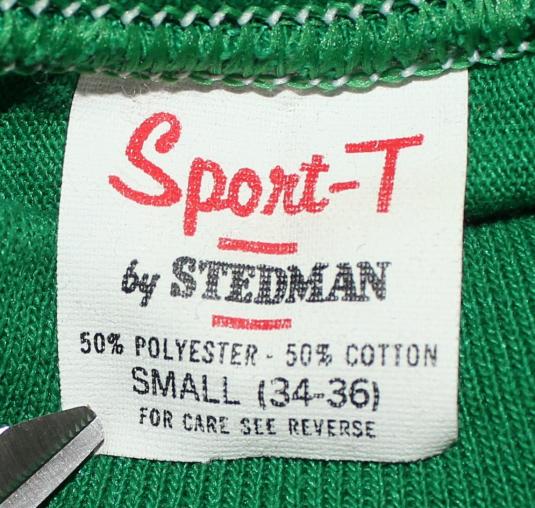 Sport-T
by STEDMAN
50% POLYESTER - 50% COTTON
SMALL (34-36)
FOR CARE SEE REVERSE